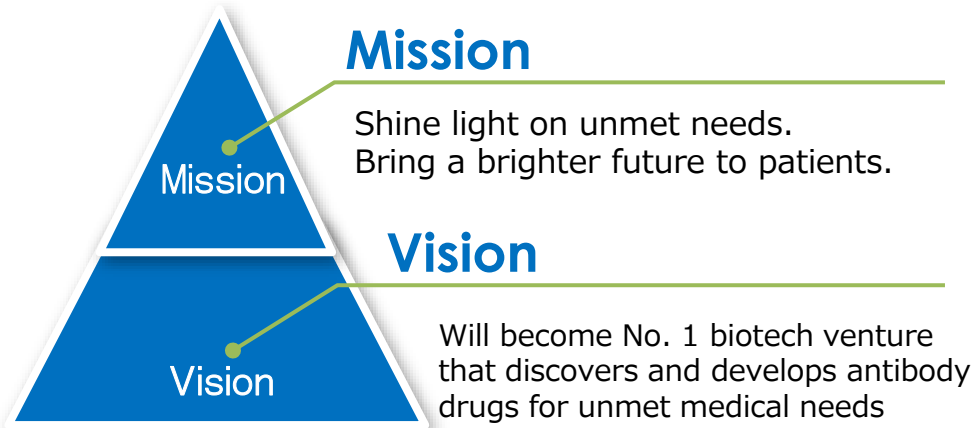 Mission
Shine light on unmet needs.
Bring a brighter future to patients.
Mission
Vision
Will become No. 1 biotech venture
that discovers and develops antibody
drugs for unmet medical needs
Vision